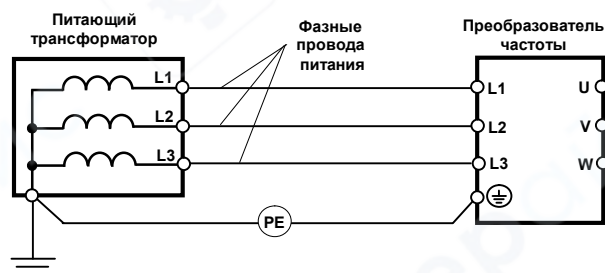 Питающий
трансформатор
Фазные
провода
питания
Преобразователь
частоты
L1
L2
L3
L1
L2
L3
U
V
W
PE